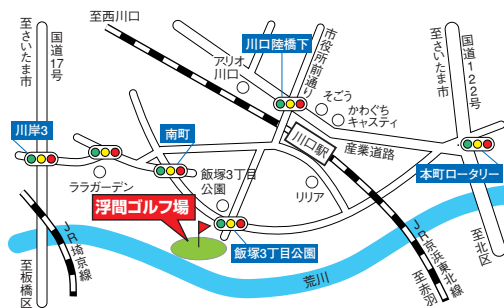 至さいたま市
国道17号
至西川口
アリオ
川口
川口陸橋下
市役所前通り
そごう
かわぐち
キャスティ
至さいたま市
国道122号
川岸3
南町
川口駅
産業道路
本町ロータリー
ララガーデン
飯塚3丁目
公園
リリア
浮間ゴルフ場
飯塚3丁目公園
JR埼京線
至板橋区
荒川
JR京浜東北線
至赤羽
至北区